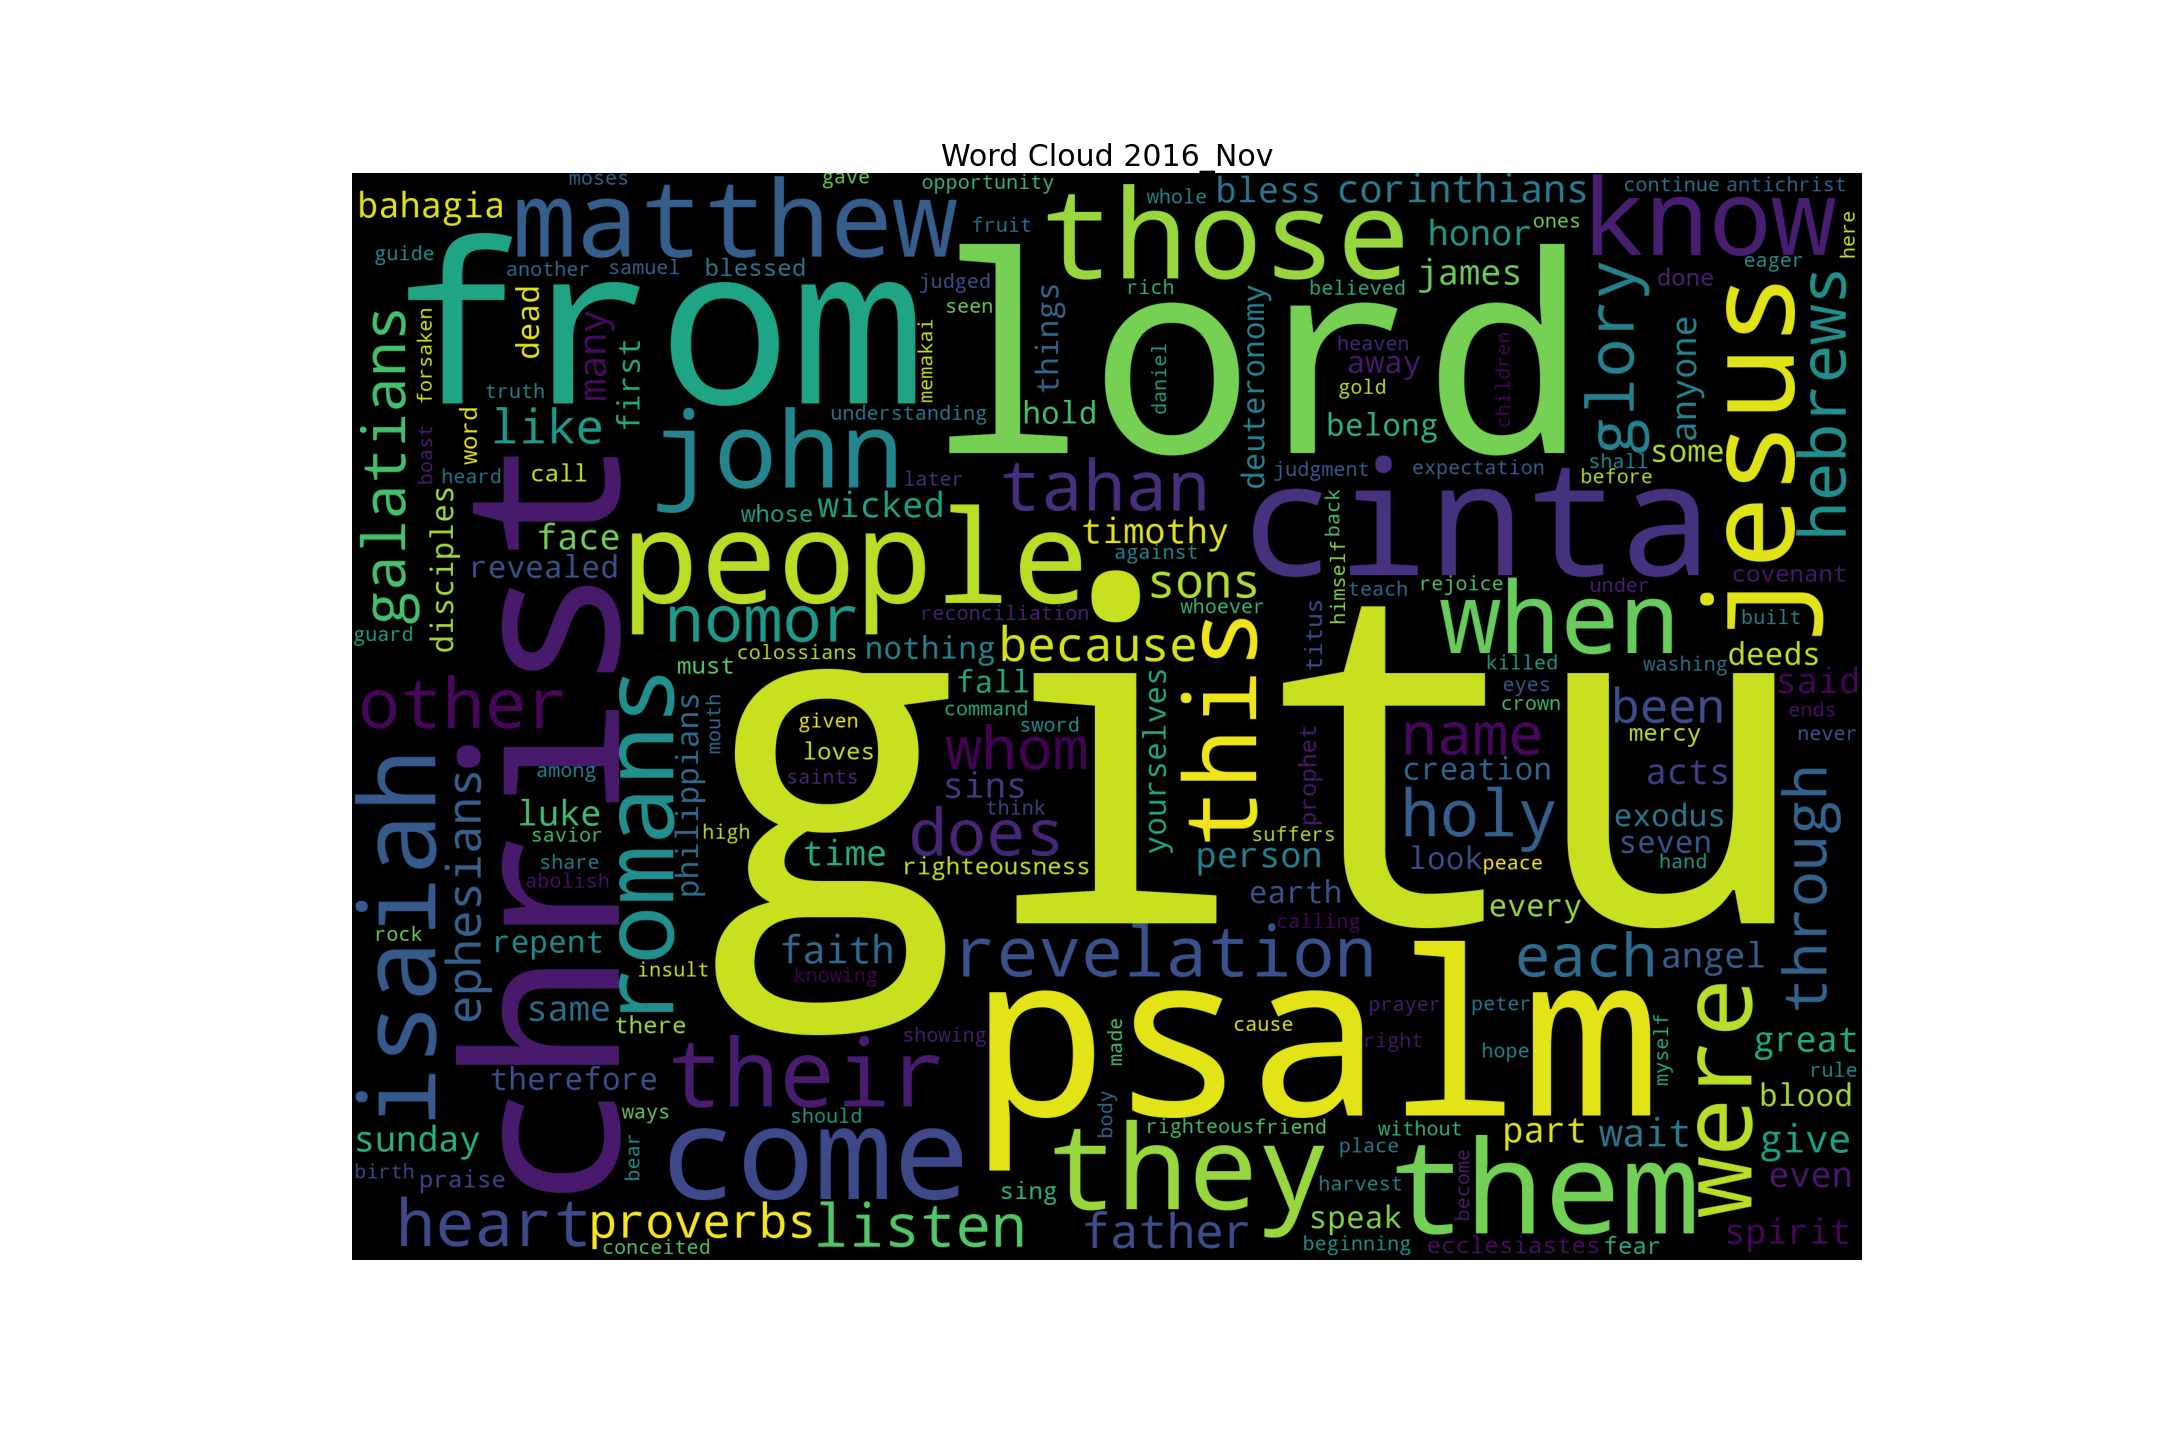 Word Cloud 2016_Nov
moses
gave
opportunity
whole
bless
corinthians
continue
antichrist
bahagia
matthew
those
know
fruit
honor
ones
here
guide
from
lord
another
samuel
blessed
judged
seen
rich
believed
james
done
eager
glory
jesus
hebrews
galatians
forsaken
dead
many
first
memakai
things
daniel
deuteronomy
heaven
away
gold
children
anyone
truth
like
word
boast
john
understanding
hold
belong
some
shall
before
heard
call
later
tahan
judgment
expectation
cinta
disciples
christ
whose
wicked
face
people
timothy
against
himself
back
revealed
sons
teach
rejoice
under
covenant
when
nomor
reconciliation
whoever
built
guard
because
this
titus
colossians
nothing
must
killed
washing
deeds
other
romans
philippians
mouth
gitu
fall
command
sword
yourselves
eyes
crown
been
said
ends
given
loves
whom
name
mercy
never
isaiah
ephesians
among
saints
sins
think
prophet
creation
acts
through
luke
savior
high
does
holy
exodus
seven
suffers
time
share
abolish
righteousness
person
look
peace
hand
earth
every
calling
rock
repent
faith
revelation
each
angel
insult
knowing
same
there
psalm
prayer
peter
were
showing
cause
made
right
hope
myself
great
therefore
their
rule
ways
should
body
blood
sunday
come
they
righteous
friend
without
part
wait
give
birth
praise
bear
place
them
even
sing
harvest
become
heart
proverbs
listen
father
speak
spirit
conceited
beginning
ecclesiastes
fear